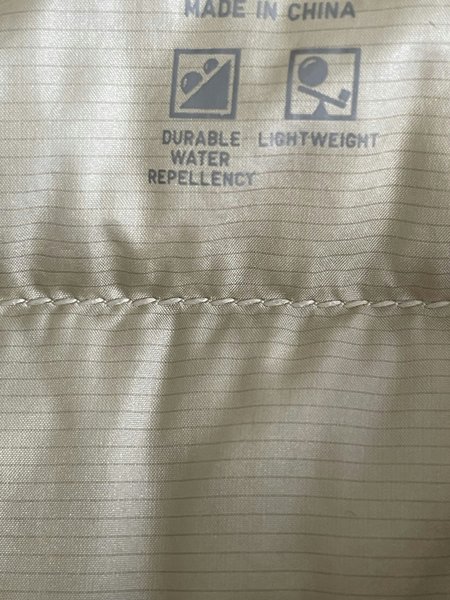 MADE IN CHINA
DURABLE
WATER
REPELLENCY
LIGHTWEIGHT